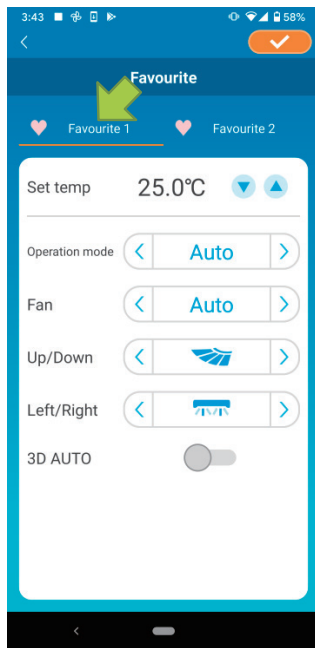 3:43 58%
Favourite
Favourite 1 Favourite 2
Set temp 25.0°C
Operation mode Auto
Fan Auto
Up/Down
Left/Right
3D AUTO